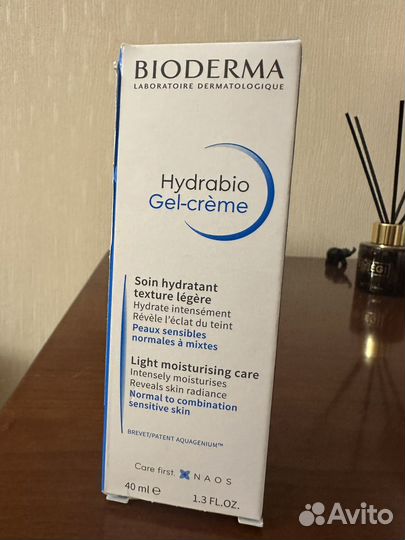 BIODERMA
LABORATOIRE DERMATOLOGIQUE
Hydrabio
Gel-crème
Soin hydratant
texture légère
Hydrate intensément
Révèle l'éclat du teint
Peaux sensibles
normales à mixtes
Light moisturising care
Intensely moisturises
Reveals skin radiance
Normal to combination
sensitive skin
BREVET/PATENT AQUAGENIUM™
Care first. NAOS
40 ml e 1.3 FL.OZ.
Avito